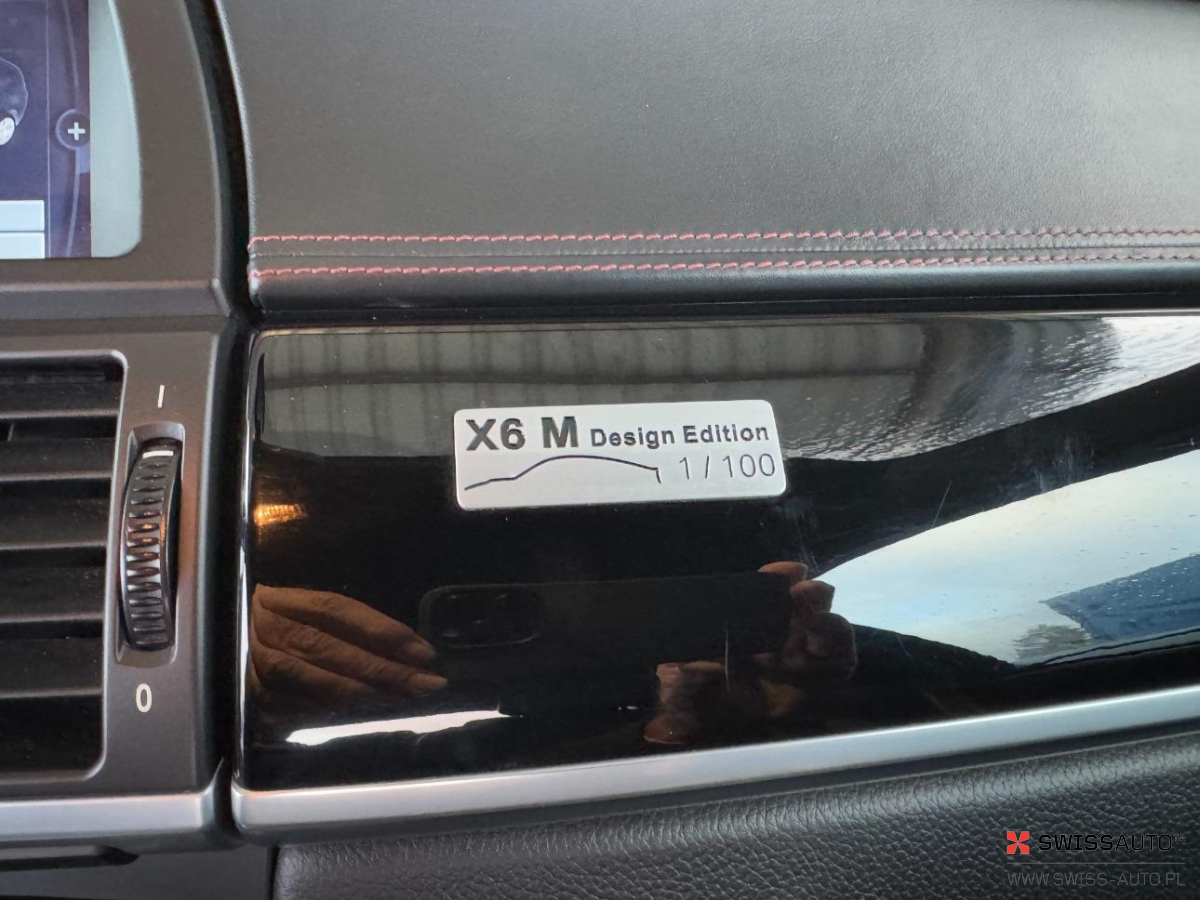 X6 M Design Edition
1 / 100
I
0
SWISSAUTO
WWW.SWISS-AUTO.PL